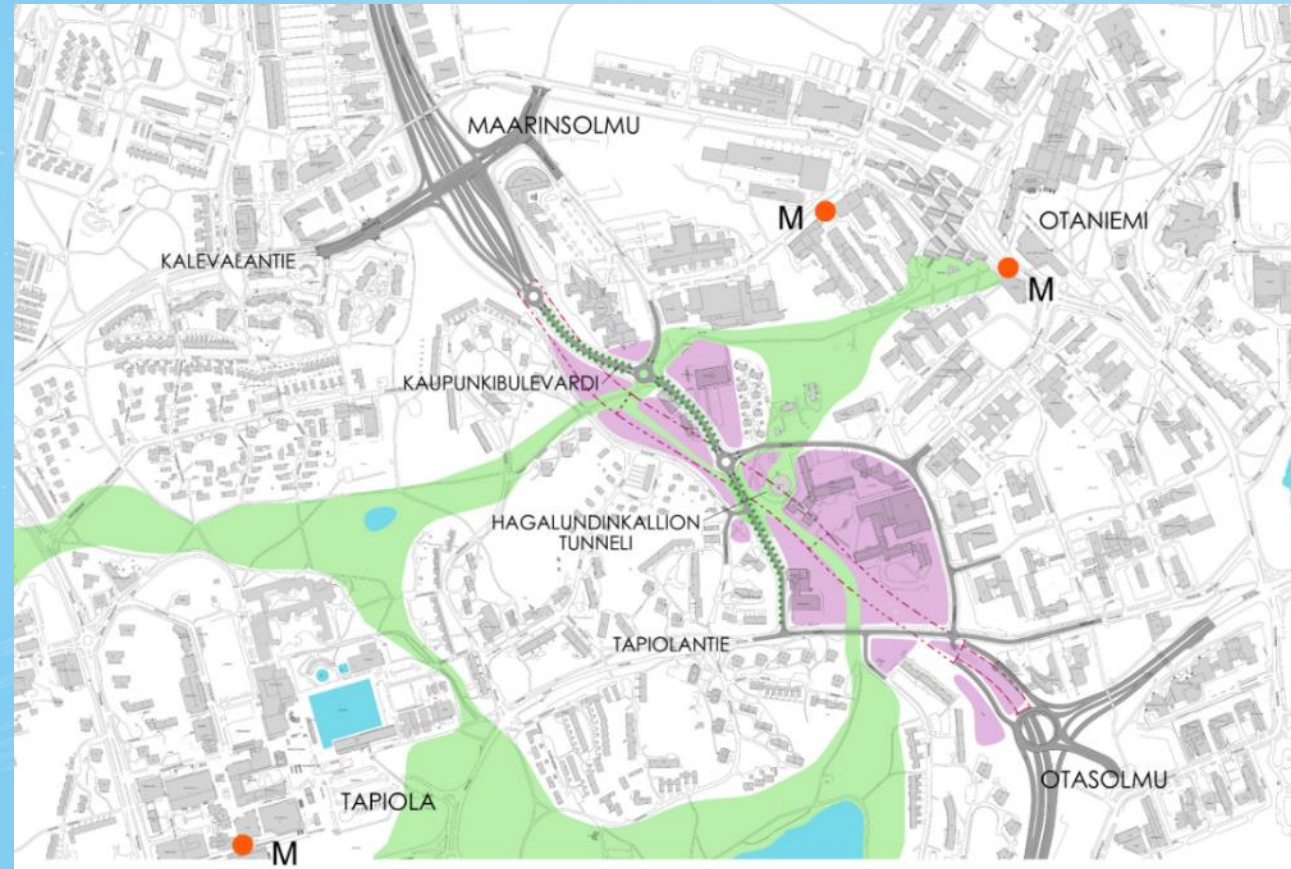 MAARINSOLMU
M
OTANIEMI
KALEVALANTIE
M
KAUPUNKIBULEVARDI
HAGALUNDINKALLION
TUNNELI
TAPIOLANTIE
OTASOLMU
TAPIOLA
M